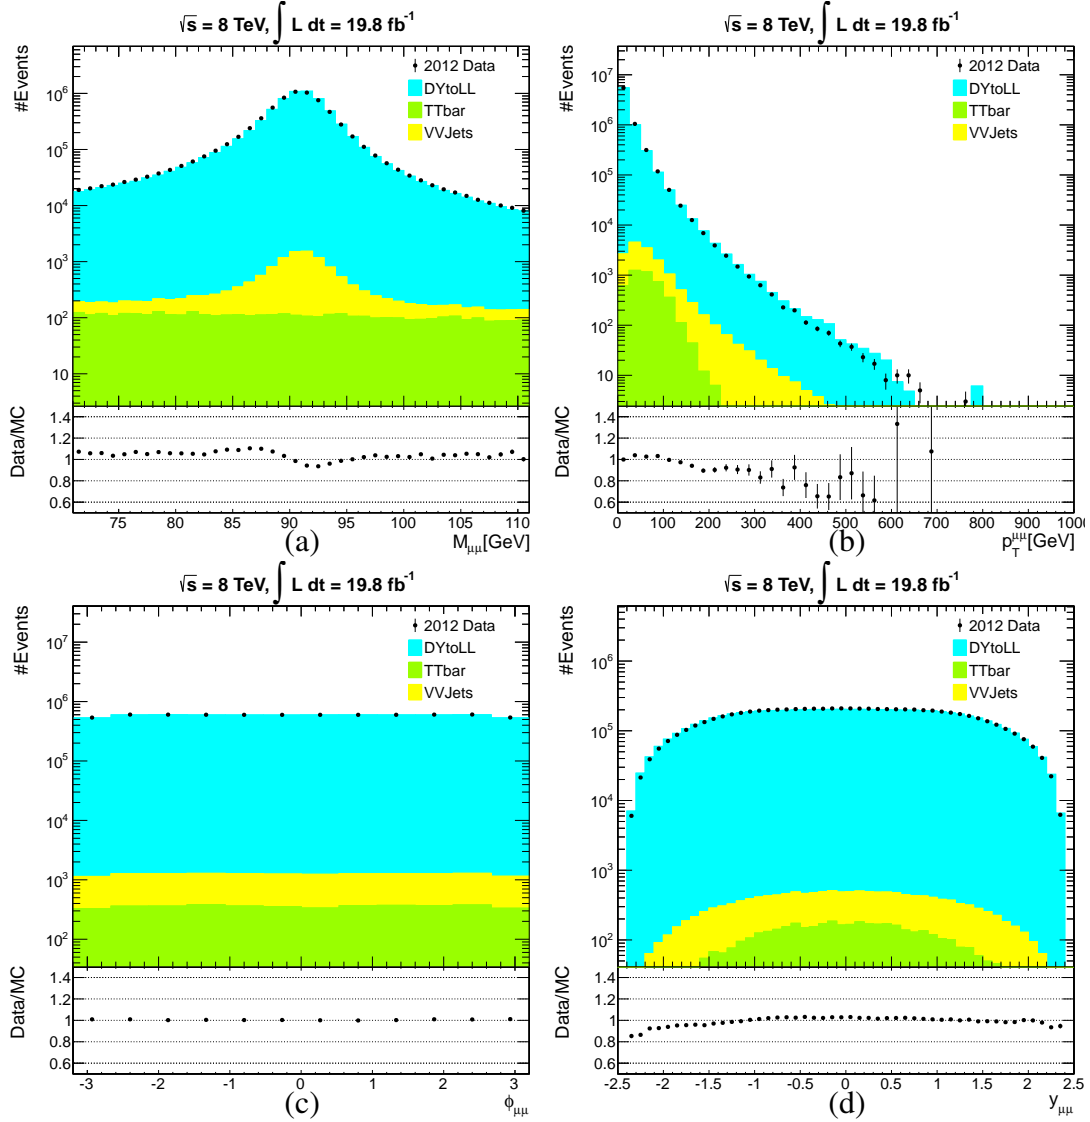 √s = 8 TeV, ∫ L dt = 19.8 fb⁻¹
#Events
10⁶
10⁵
10⁴
10³
10²
10
2012 Data
DYtoLL
TTbar
VVJets
Data/MC
1.4
1.2
1
0.8
0.6
75 80 85 90 95 100 105 110
(a) M_μμ[GeV]
√s = 8 TeV, ∫ L dt = 19.8 fb⁻¹
#Events
10⁷
10⁶
10⁵
10⁴
10³
10²
10
2012 Data
DYtoLL
TTbar
VVJets
Data/MC
1.4
1.2
1
0.8
0.6
0 100 200 300 400 500 600 700 800 900 100
(b) p_T^μμ[GeV]
√s = 8 TeV, ∫ L dt = 19.8 fb⁻¹
#Events
10⁷
10⁶
10⁵
10⁴
10³
10²
2012 Data
DYtoLL
TTbar
VVJets
Data/MC
1.4
1.2
1
0.8
0.6
-3 -2 -1 0 1 2 3
(c) ϕ_μμ
√s = 8 TeV, ∫ L dt = 19.8 fb⁻¹
#Events
10⁶
10⁵
10⁴
10³
10²
2012 Data
DYtoLL
TTbar
VVJets
Data/MC
1.4
1.2
1
0.8
0.6
-2.5 -2 -1.5 -1 -0.5 0 0.5 1 1.5 2 2.5
(d) y_μμ